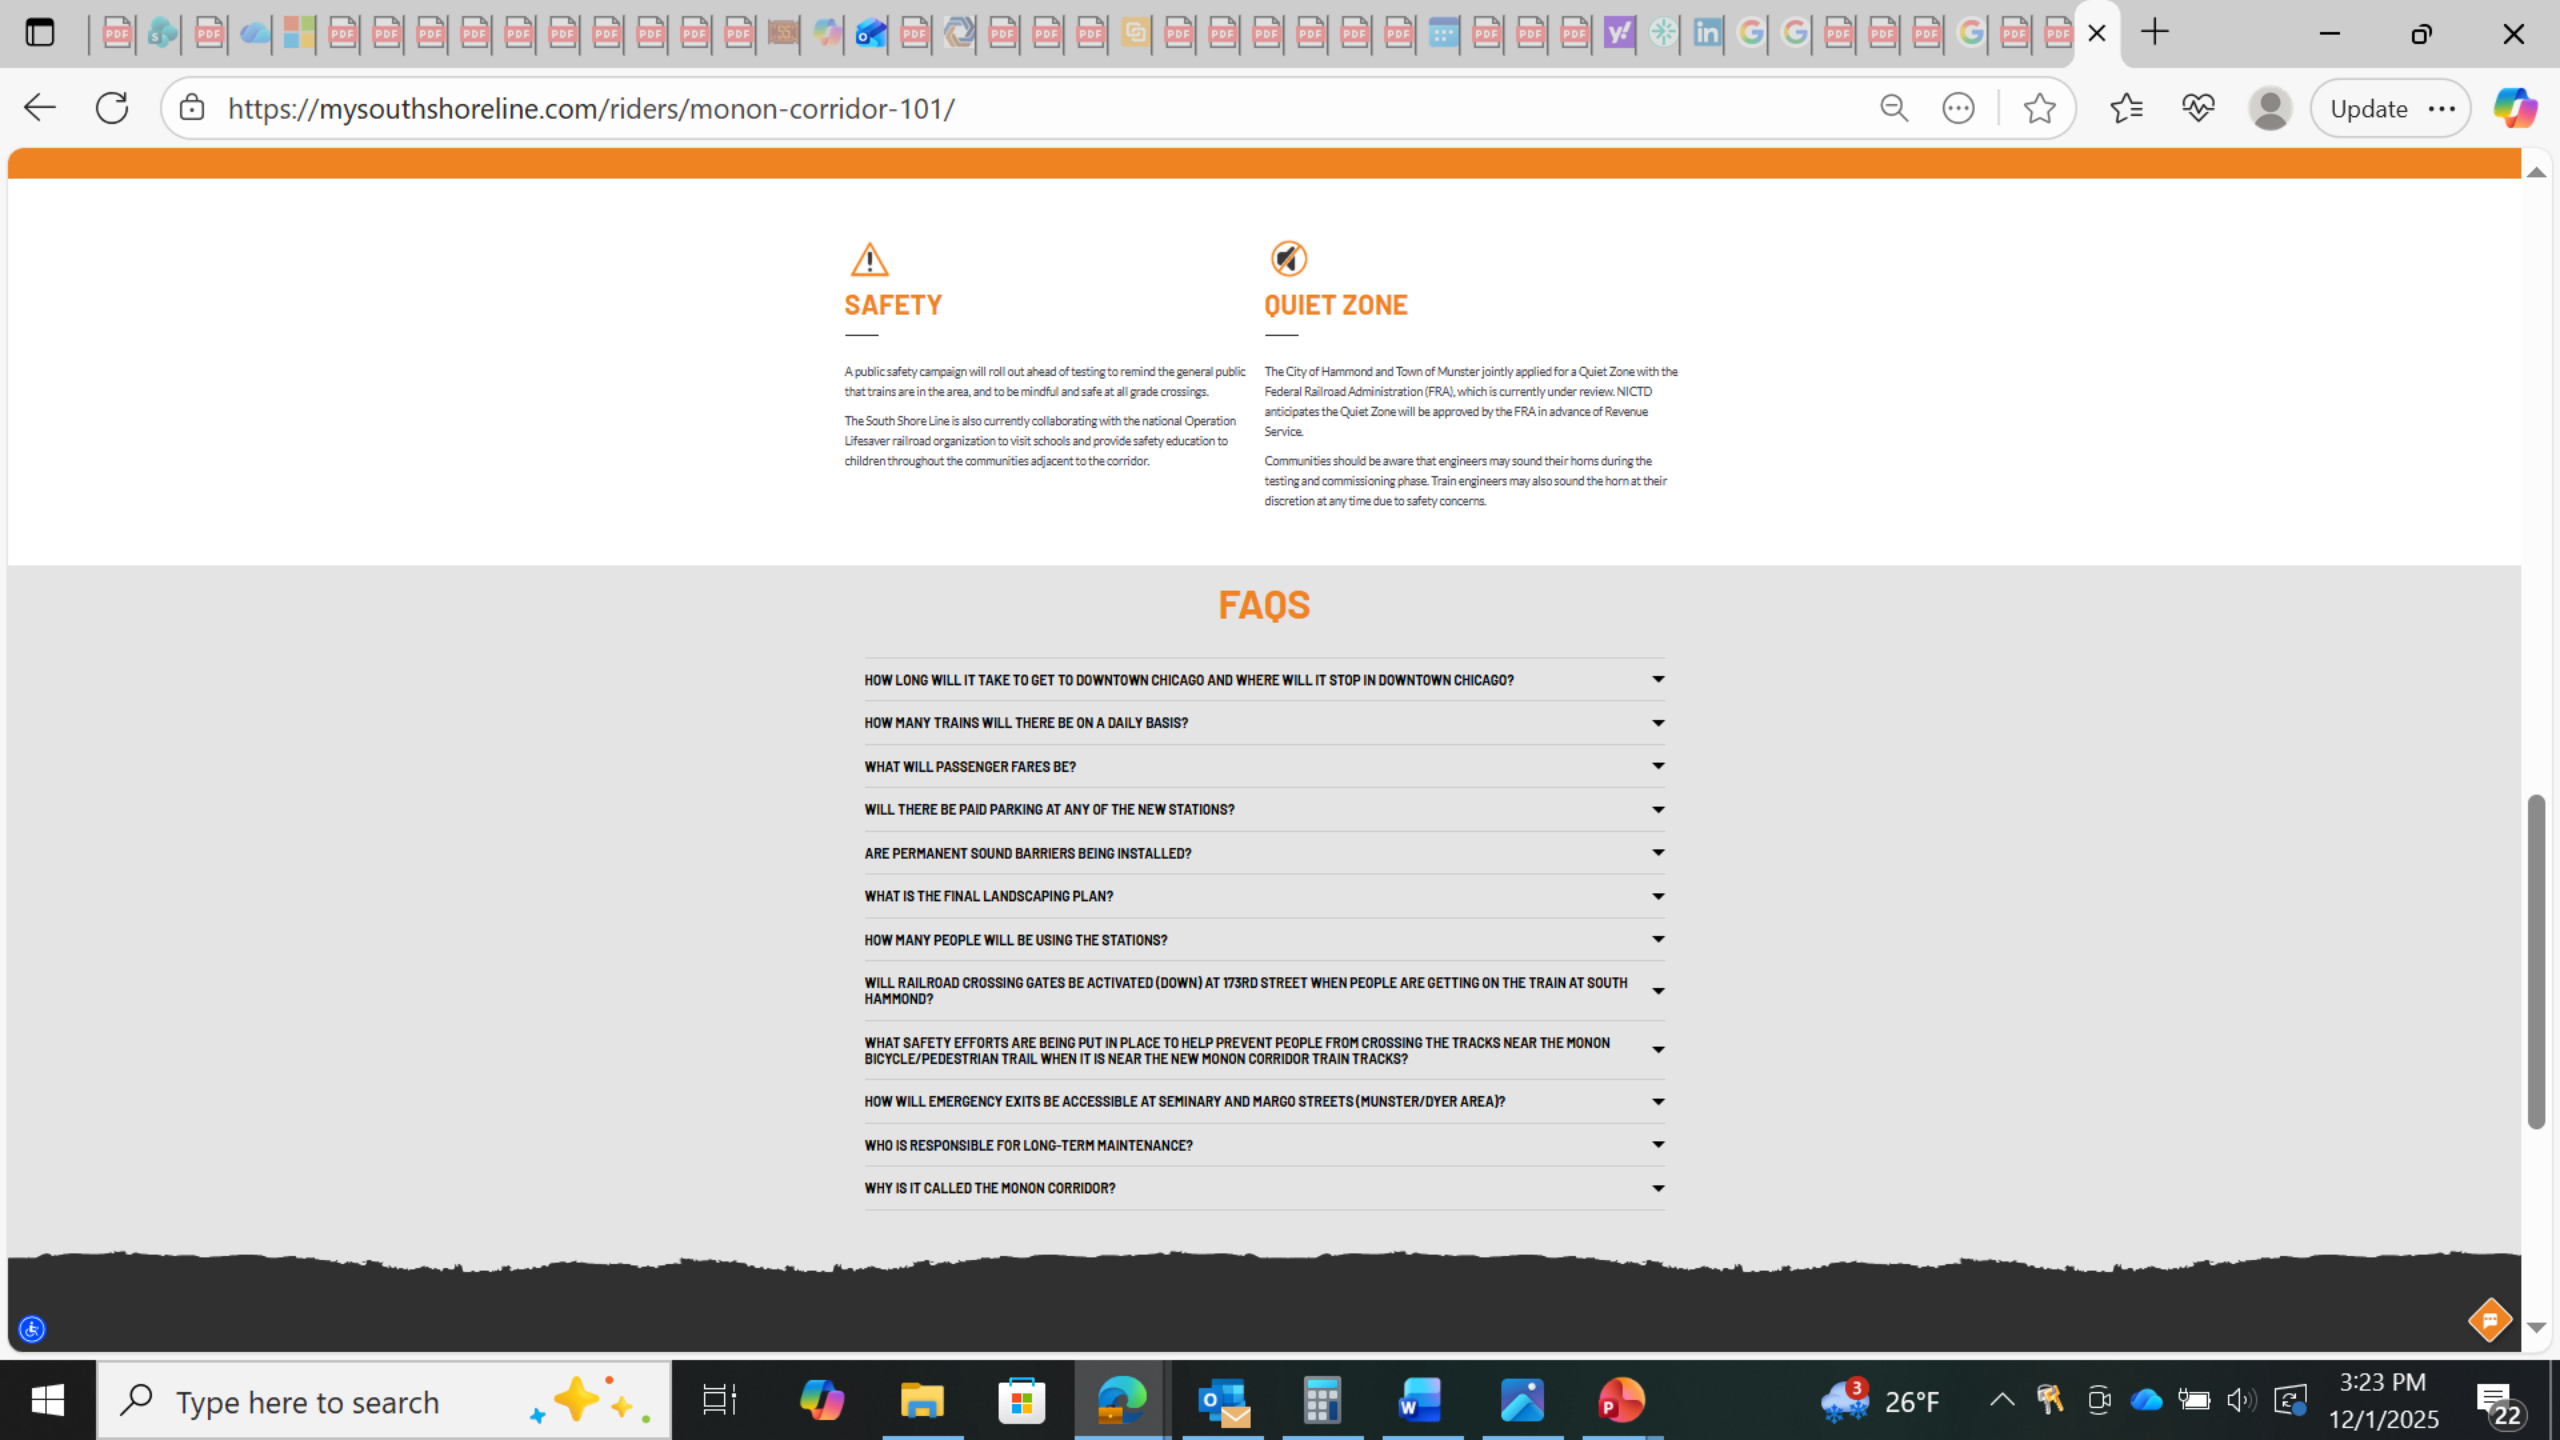 https://mysouthshoreline.com/riders/monon-corridor-101/
Update
SAFETY
A public safety campaign will roll out ahead of testing to remind the general public
that trains are in the area, and to be mindful and safe at all grade crossings.
The South Shore Line is also currently collaborating with the national Operation
Lifesaver railroad organization to visit schools and provide safety education to
children throughout the communities adjacent to the corridor.
QUIET ZONE
The City of Hammond and Town of Munster jointly applied for a Quiet Zone with the
Federal Railroad Administration (FRA), which is currently under review. NICTD
anticipates the Quiet Zone will be approved by the FRA in advance of Revenue
Service.
Communities should be aware that engineers may sound their horns during the
testing and commissioning phase. Train engineers may also sound the horn at their
discretion at any time due to safety concerns.
FAQS
HOW LONG WILL IT TAKE TO GET TO DOWNTOWN CHICAGO AND WHERE WILL IT STOP IN DOWNTOWN CHICAGO?
HOW MANY TRAINS WILL THERE BE ON A DAILY BASIS?
WHAT WILL PASSENGER FARES BE?
WILL THERE BE PAID PARKING AT ANY OF THE NEW STATIONS?
ARE PERMANENT SOUND BARRIERS BEING INSTALLED?
WHAT IS THE FINAL LANDSCAPING PLAN?
HOW MANY PEOPLE WILL BE USING THE STATIONS?
WILL RAILROAD CROSSING GATES BE ACTIVATED (DOWN) AT 173RD STREET WHEN PEOPLE ARE GETTING ON THE TRAIN AT SOUTH
HAMMOND?
WHAT SAFETY EFFORTS ARE BEING PUT IN PLACE TO HELP PREVENT PEOPLE FROM CROSSING THE TRACKS NEAR THE MONON
BICYCLE/PEDESTRIAN TRAIL WHEN IT IS NEAR THE NEW MONON CORRIDOR TRAIN TRACKS?
HOW WILL EMERGENCY EXITS BE ACCESSIBLE AT SEMINARY AND MARGO STREETS (MUNSTER/DYER AREA)?
WHO IS RESPONSIBLE FOR LONG-TERM MAINTENANCE?
WHY IS IT CALLED THE MONON CORRIDOR?
Type here to search
3
26°F
3:23 PM
12/1/2025
22